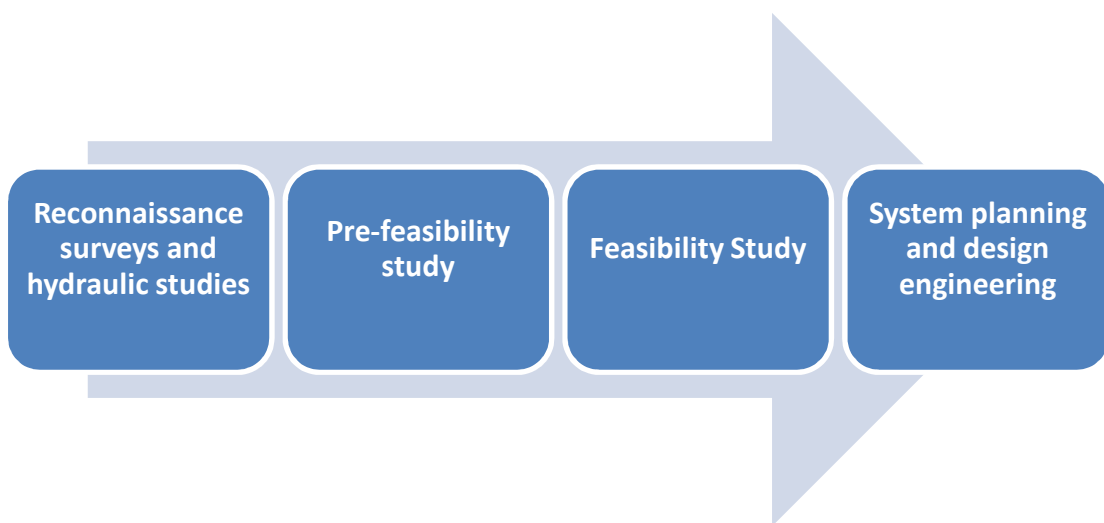 Reconnaissance
surveys and
hydraulic studies
Pre-feasibility
study
Feasibility Study
System planning
and design
engineering